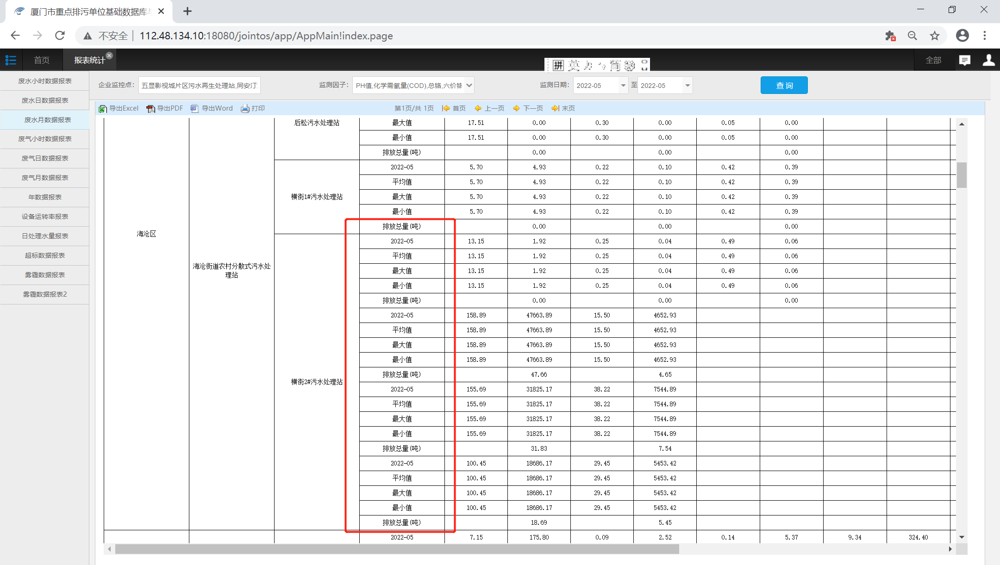 厦门市重点排污单位基础数据库
不安全 112.48.134.10:18080/jointos/app/AppMain!index.page
首页 报表统计 拼 英 简 全部
废水小时数据报表
废水日数据报表
废水月数据报表
废气小时数据报表
废气日数据报表
废气月数据报表
年数据报表
设备运转率报表
日处理水量报表
超标数据报表
雾霾数据报表
雾霾数据报表2
企业监控点: 五显影视城片区污水再生处理站,同安汀 监测因子: PH值,化学需氧量(COD),总铬,六价铬 监测日期: 2022-05 至 2022-05 查询
导出Excel 导出PDF 导出Word 打印 第1页/共 1页 首页 上一页 下一页 末页
海沧区
海沧街道农村分散式污水处
理站
后松污水处理站
最大值 17.51 0.00 0.30 0.00 0.05 0.00
最小值 17.51 0.00 0.30 0.00 0.05 0.00
排放总量(吨) 0.00 0.00 0.00
横街1#污水处理站
2022-05 5.70 4.93 0.22 0.10 0.42 0.39
平均值 5.70 4.93 0.22 0.10 0.42 0.39
最大值 5.70 4.93 0.22 0.10 0.42 0.39
最小值 5.70 4.93 0.22 0.10 0.42 0.39
排放总量(吨) 0.00 0.00 0.00
横街2#污水处理站
2022-05 13.15 1.92 0.25 0.04 0.49 0.06
平均值 13.15 1.92 0.25 0.04 0.49 0.06
最大值 13.15 1.92 0.25 0.04 0.49 0.06
最小值 13.15 1.92 0.25 0.04 0.49 0.06
排放总量(吨) 0.00 0.00 0.00
2022-05 158.89 47663.89 15.50 4652.93
平均值 158.89 47663.89 15.50 4652.93
最大值 158.89 47663.89 15.50 4652.93
最小值 158.89 47663.89 15.50 4652.93
排放总量(吨) 47.66 4.65
2022-05 155.69 31825.17 38.22 7544.89
平均值 155.69 31825.17 38.22 7544.89
最大值 155.69 31825.17 38.22 7544.89
最小值 155.69 31825.17 38.22 7544.89
排放总量(吨) 31.83 7.54
2022-05 100.45 18686.17 29.45 5453.42
平均值 100.45 18686.17 29.45 5453.42
最大值 100.45 18686.17 29.45 5453.42
最小值 100.45 18686.17 29.45 5453.42
排放总量(吨) 18.69 5.45
2022-05 7.15 175.80 0.09 2.52 0.14 5.37 9.34 324.40